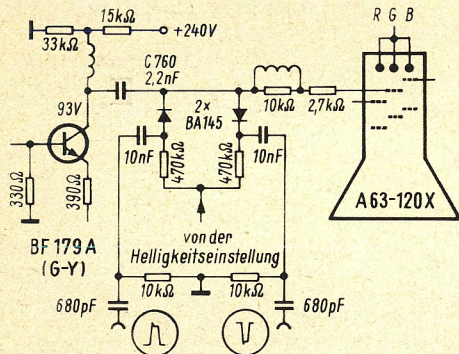 R G B
15kΩ
33kΩ
+240V
C760
2,2nF
2×
BA145
10kΩ
2,7kΩ
93V
10nF
470kΩ
470kΩ
10nF
330Ω
390Ω
A63-120X
BF 179 A
(G-Y)
von der
Helligkeitseinstellung
10kΩ
10kΩ
680pF
680pF